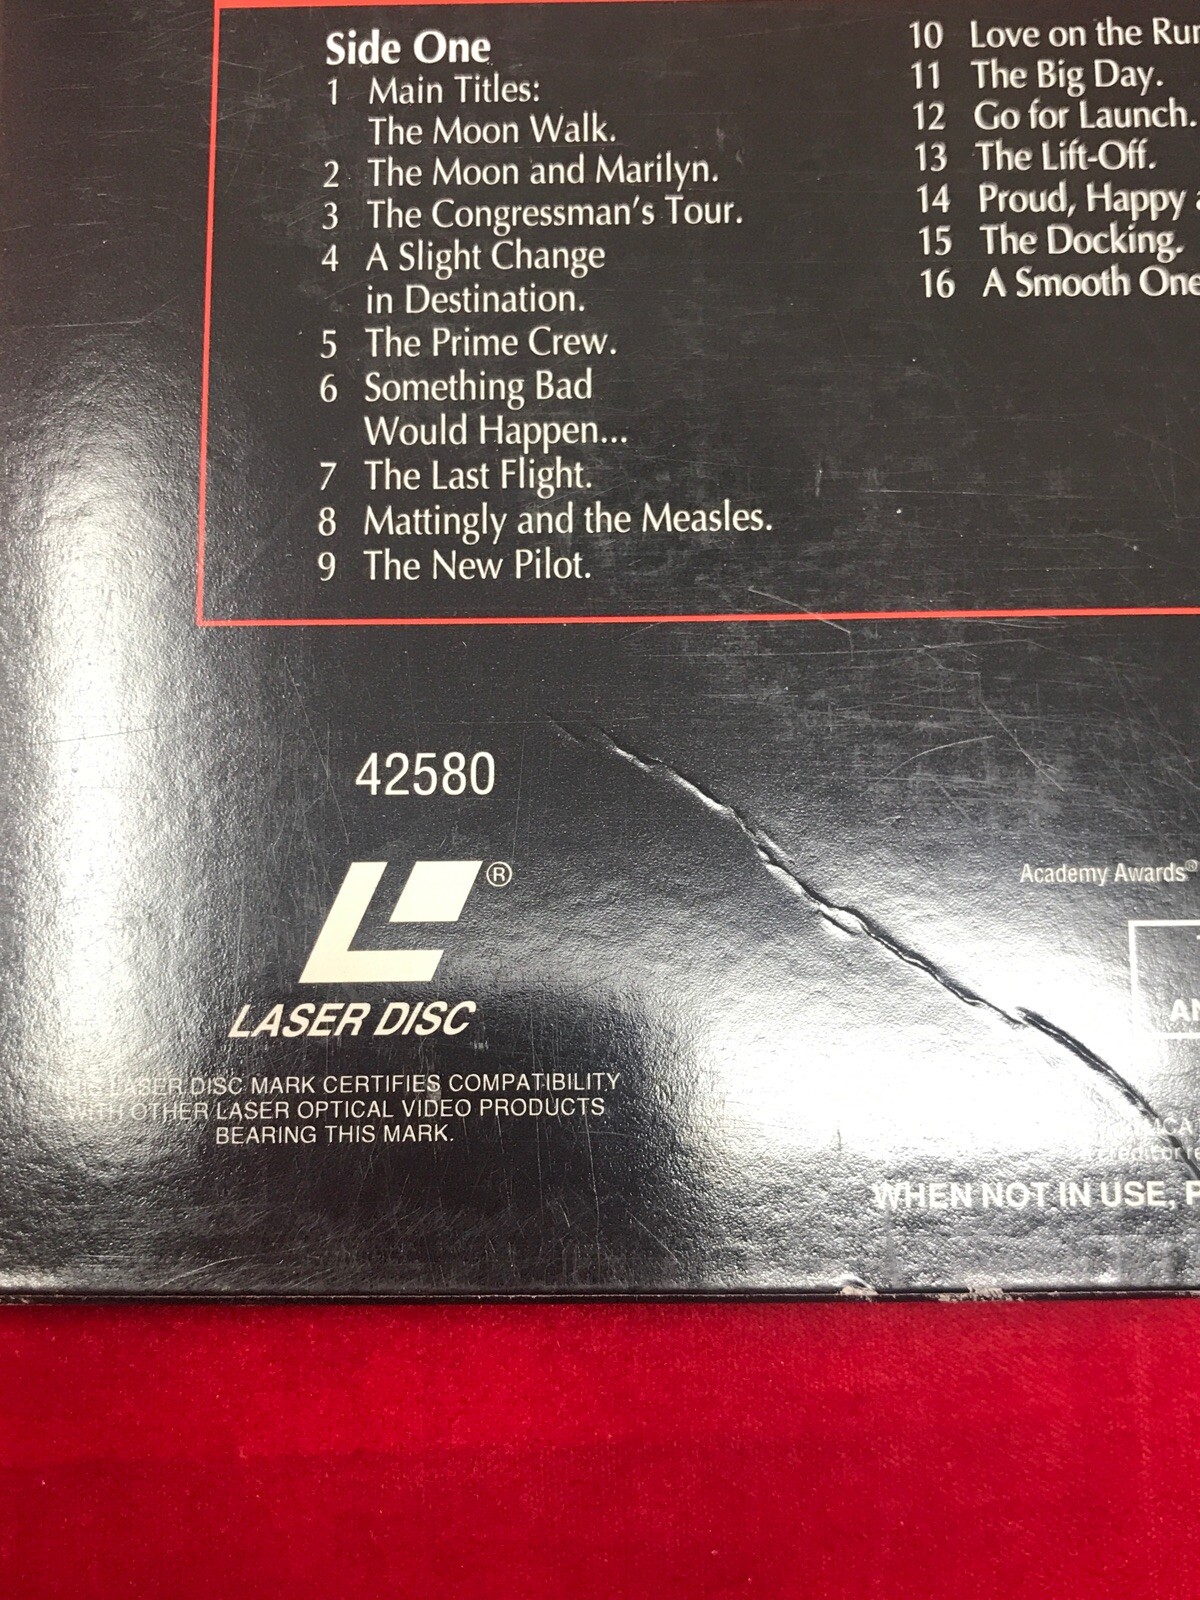 Side One
1 Main Titles:
The Moon Walk.
2 The Moon and Marilyn.
3 The Congressman's Tour.
4 A Slight Change
in Destination.
5 The Prime Crew.
6 Something Bad
Would Happen...
7 The Last Flight.
8 Mattingly and the Measles.
9 The New Pilot.
10 Love on the Run
11 The Big Day.
12 Go for Launch.
13 The Lift-Off.
14 Proud, Happy
15 The Docking.
16 A Smooth One
42580
®
LASER DISC
LASER DISC MARK CERTIFIES COMPATIBILITY
WITH OTHER LASER OPTICAL VIDEO PRODUCTS
BEARING THIS MARK.
Academy Awards®
WHEN NOT IN USE,